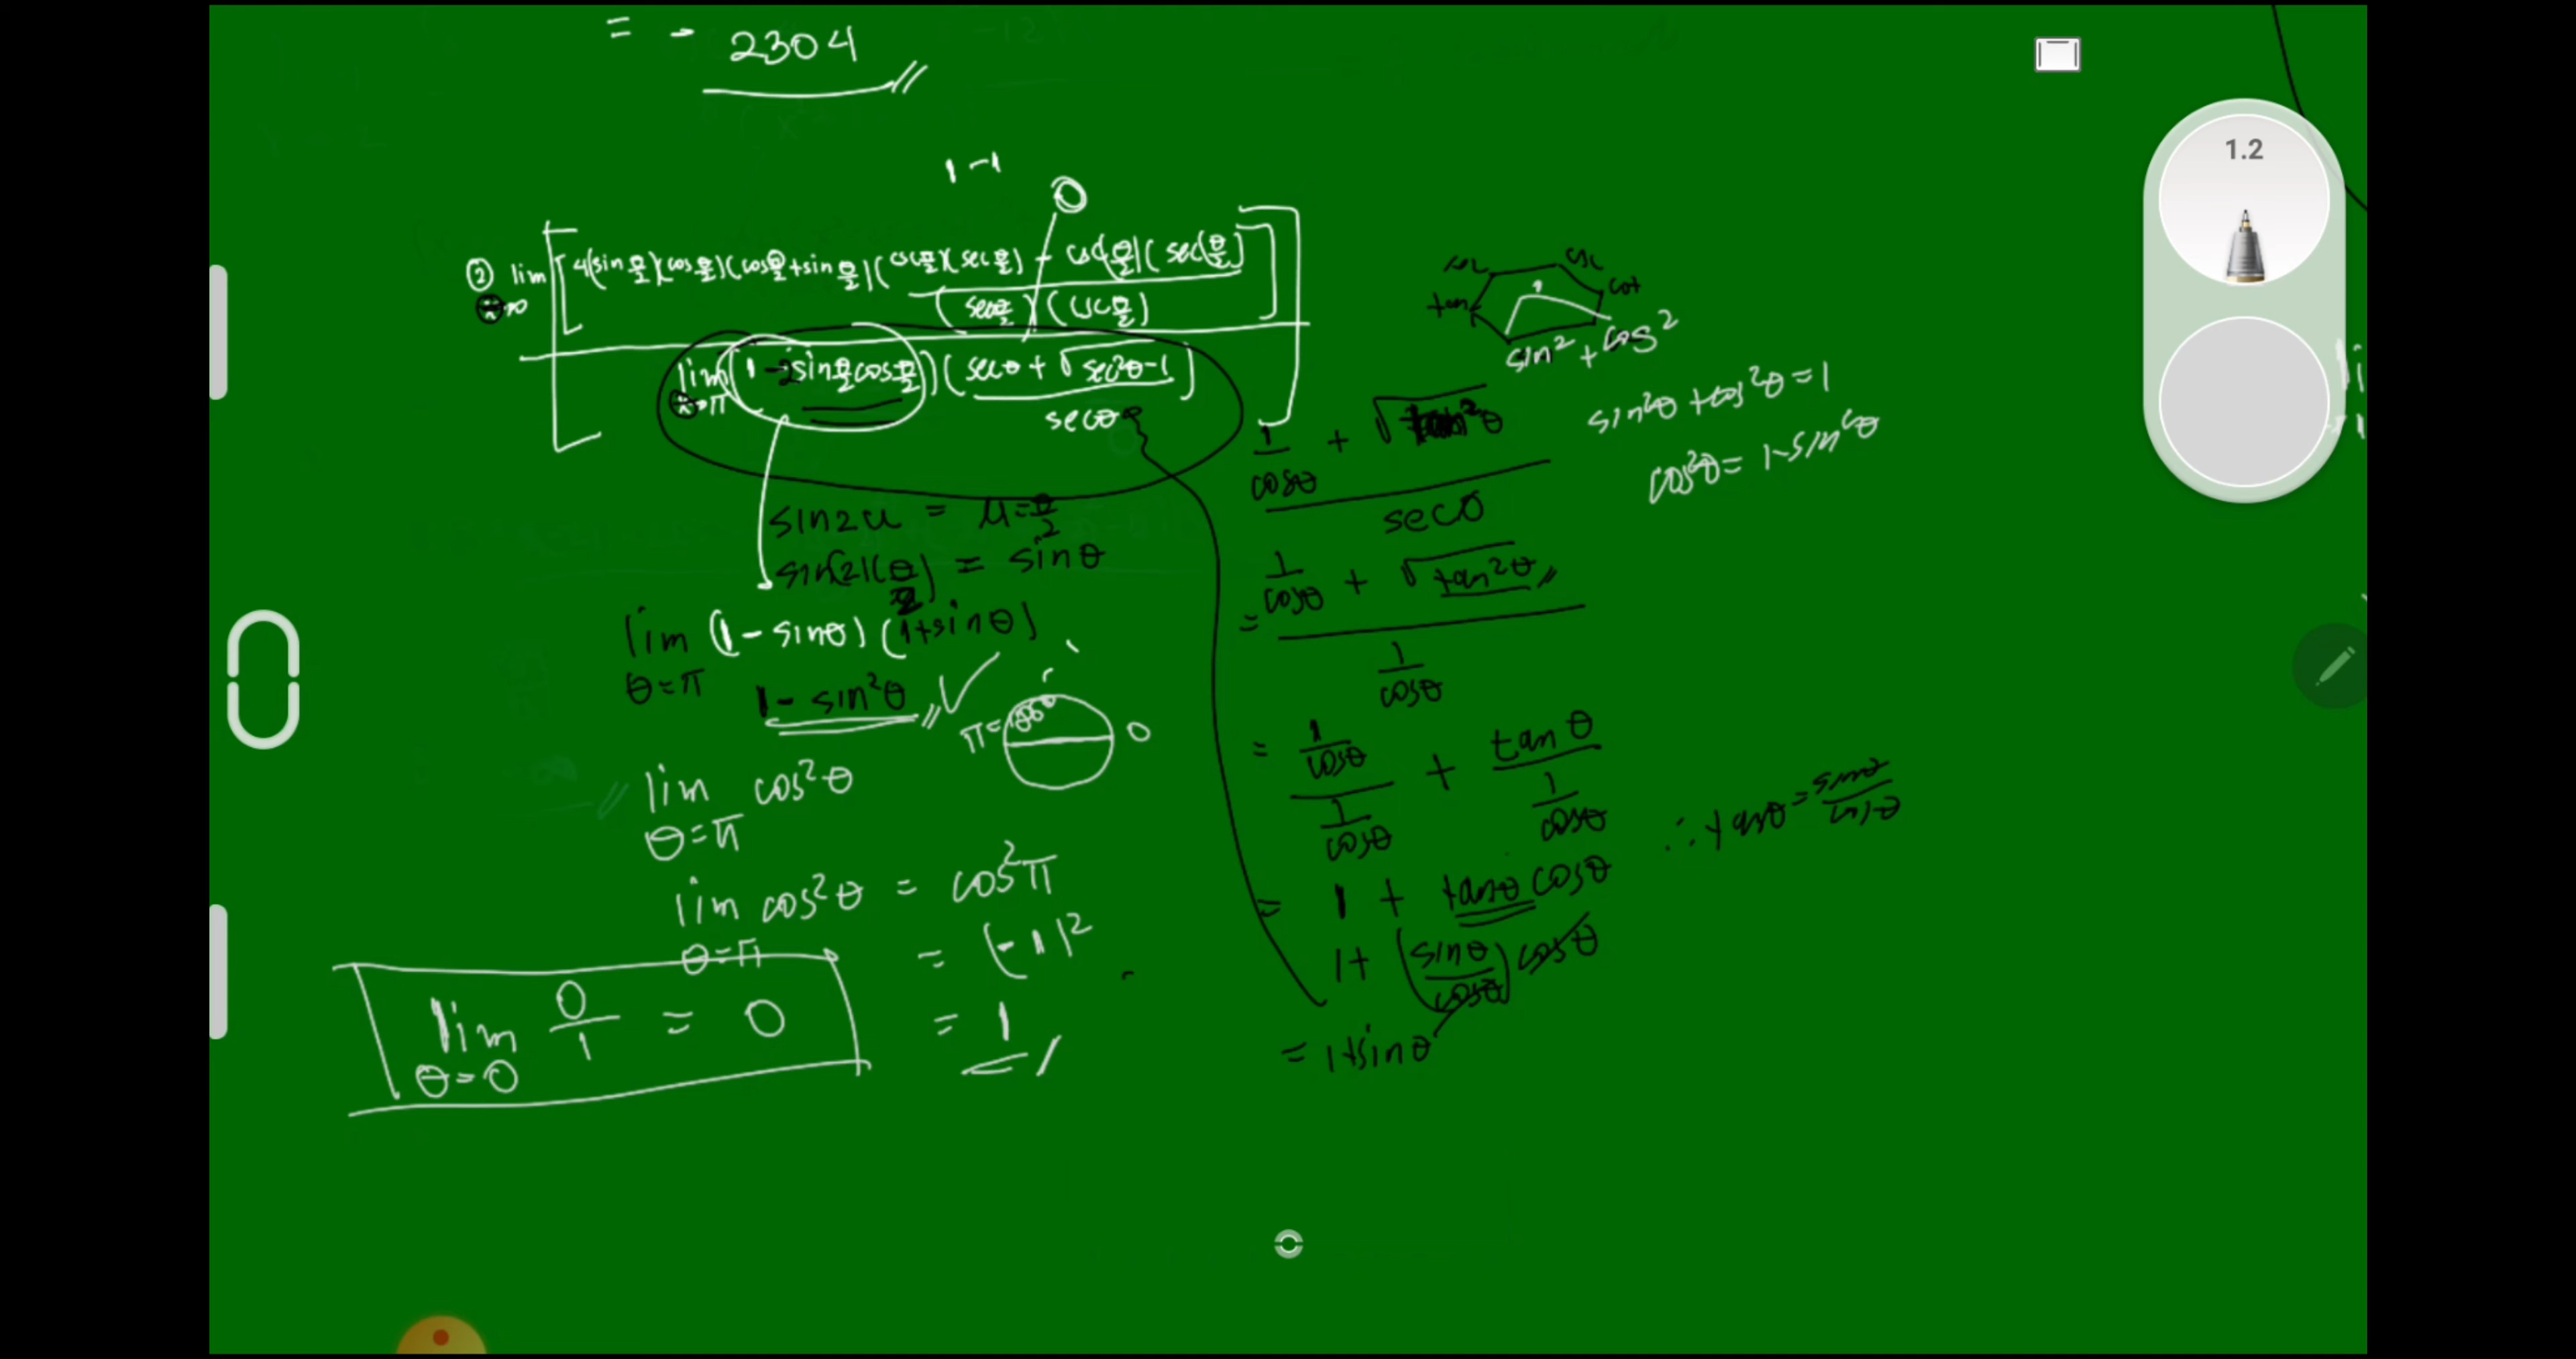 = - 2304
1 -1
0
② lim θ→0 [[4(sin θ/2)(cos θ/2)(cos θ/2 + sin θ/2)(csc θ/2)(sec θ/2) - csc(θ/2)(sec(θ/2)
(sec θ/2)(csc θ/2)]
lim θ→π (1 - 2 sin θ/2 cos θ/2)(secθ + √sec²θ-1)]
secθ
sin2u = u = θ/2
sin(2)(θ/2) = sinθ
lim θ=π (1 - sinθ)(1+sinθ)
1 - sin²θ
π=180°
0
lim θ=π cos²θ
lim θ=π cos²θ = cos²π
= (-1)²
= 1
lim θ=0 0/1 = 0
csc
tan
cot
1
sin² + cos²
sin²θ + cos²θ = 1
cos²θ = 1-sin²θ
1/cosθ + √tan²θ
secθ
= 1/cosθ + √tan²θ
1/cosθ
= 1/cosθ + tanθ
1/cosθ 1/cosθ
∴ tanθ = sinθ/cosθ
= 1 + tanθ cosθ
1 + (sinθ/cosθ) cosθ
= 1+sinθ
1.2